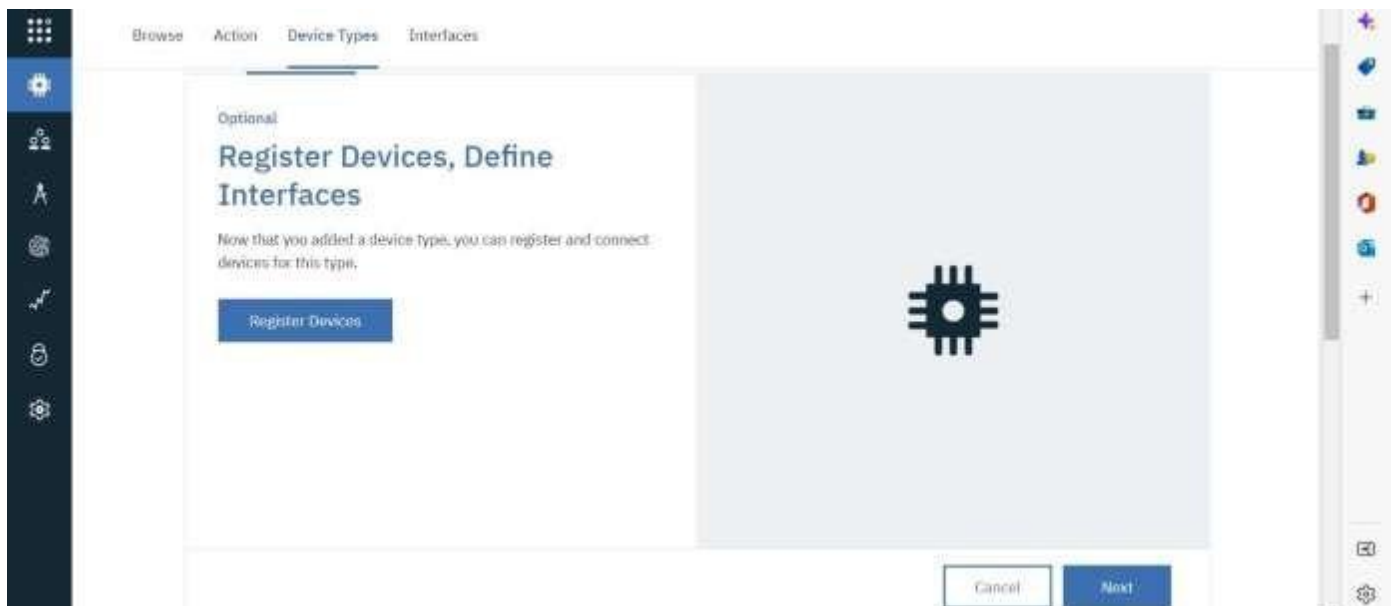 Browse Action Device Types Interfaces
Optional
Register Devices, Define
Interfaces
Now that you added a device type, you can register and connect
devices for this type.
Register Devices
Cancel Next